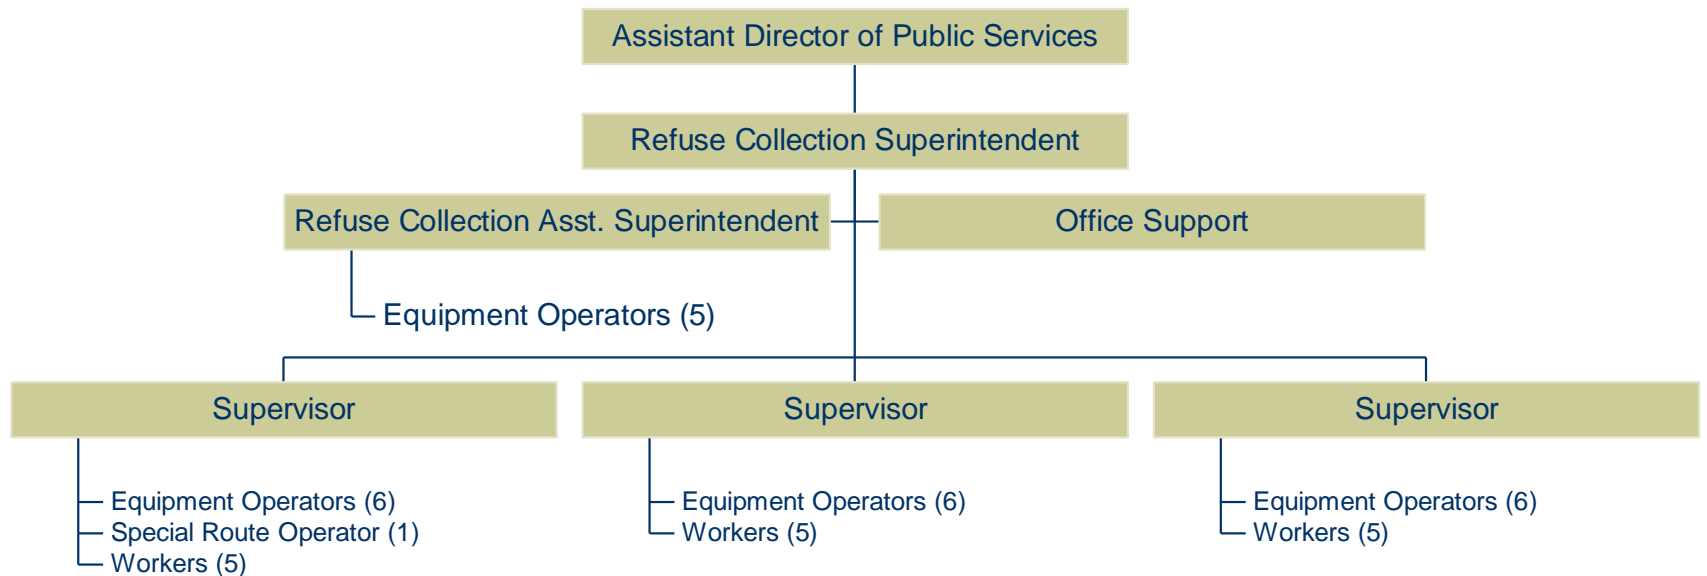 Assistant Director of Public Services
Refuse Collection Superintendent
Refuse Collection Asst. Superintendent
Office Support
Equipment Operators (5)
Supervisor
Equipment Operators (6)
Special Route Operator (1)
Workers (5)
Supervisor
Equipment Operators (6)
Workers (5)
Supervisor
Equipment Operators (6)
Workers (5)